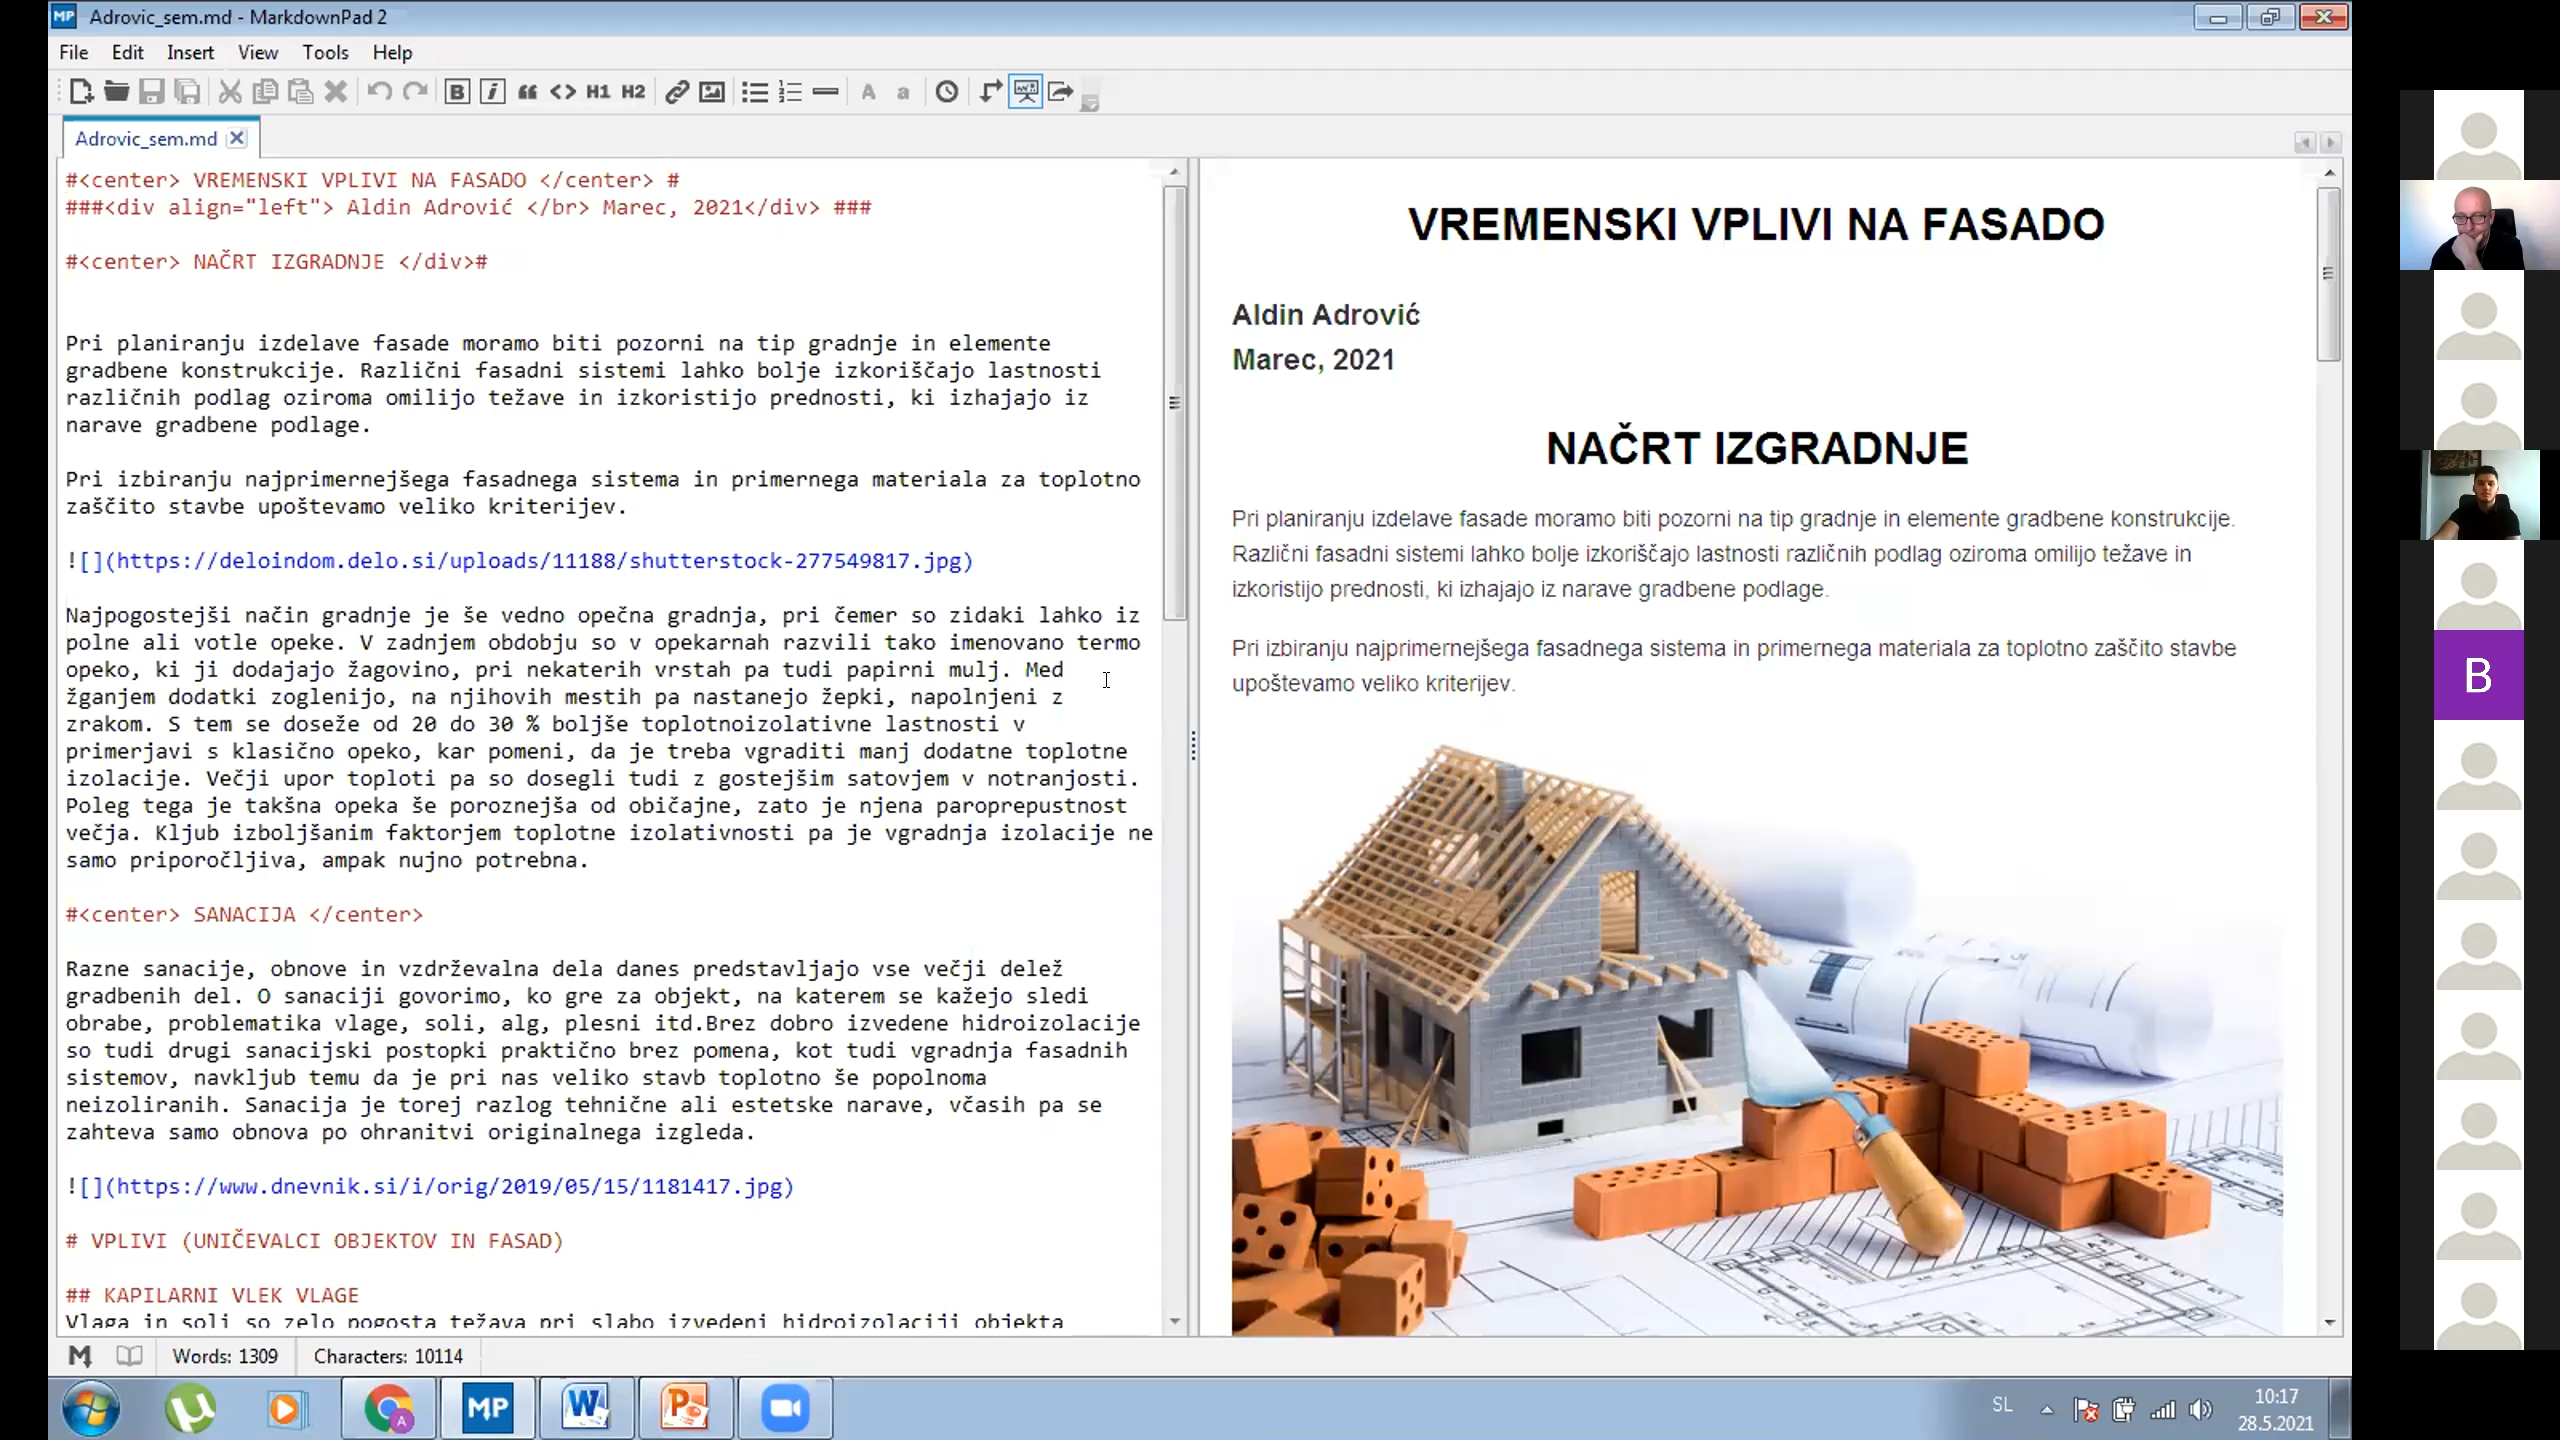 Adrovic_sem.md - MarkdownPad 2
File Edit Insert View Tools Help
H1 H2 A a
Adrovic_sem.md
#<center> VREMENSKI VPLIVI NA FASADO </center> #
###<div align="left"> Aldin Adrović </br> Marec, 2021</div> ###
#<center> NAČRT IZGRADNJE </div>#
Pri planiranju izdelave fasade moramo biti pozorni na tip gradnje in elemente
gradbene konstrukcije. Različni fasadni sistemi lahko bolje izkoriščajo lastnosti
različnih podlag oziroma omilijo težave in izkoristijo prednosti, ki izhajajo iz
narave gradbene podlage.
Pri izbiranju najprimernejšega fasadnega sistema in primernega materiala za toplotno
zaščito stavbe upoštevamo veliko kriterijev.
![](https://deloindom.delo.si/uploads/11188/shutterstock-277549817.jpg)
Najpogostejši način gradnje je še vedno opečna gradnja, pri čemer so zidaki lahko iz
polne ali votle opeke. V zadnjem obdobju so v opekarnah razvili tako imenovano termo
opeko, ki ji dodajajo žagovino, pri nekaterih vrstah pa tudi papirni mulj. Med
žganjem dodatki zoglenijo, na njihovih mestih pa nastanejo žepki, napolnjeni z
zrakom. S tem se doseže od 20 do 30 % boljše toplotnoizolativne lastnosti v
primerjavi s klasično opeko, kar pomeni, da je treba vgraditi manj dodatne toplotne
izolacije. Večji upor toploti pa so dosegli tudi z gostejšim satovjem v notranjosti.
Poleg tega je takšna opeka še poroznejša od običajne, zato je njena paroprepustnost
večja. Kljub izboljšanim faktorjem toplotne izolativnosti pa je vgradnja izolacije ne
samo priporočljiva, ampak nujno potrebna.
#<center> SANACIJA </center>
Razne sanacije, obnove in vzdrževalna dela danes predstavljajo vse večji delež
gradbenih del. O sanaciji govorimo, ko gre za objekt, na katerem se kažejo sledi
obrabe, problematika vlage, soli, alg, plesni itd.Brez dobro izvedene hidroizolacije
so tudi drugi sanacijski postopki praktično brez pomena, kot tudi vgradnja fasadnih
sistemov, navkljub temu da je pri nas veliko stavb toplotno še popolnoma
neizoliranih. Sanacija je torej razlog tehnične ali estetske narave, včasih pa se
zahteva samo obnova po ohranitvi originalnega izgleda.
![](https://www.dnevnik.si/i/orig/2019/05/15/1181417.jpg)
# VPLIVI (UNIČEVALCI OBJEKTOV IN FASAD)
## KAPILARNI VLEK VLAGE
Vlaga in soli so zelo pogosta težava pri slabo izvedeni hidroizolaciji objekta
VREMENSKI VPLIVI NA FASADO
Aldin Adrović
Marec, 2021
NAČRT IZGRADNJE
Pri planiranju izdelave fasade moramo biti pozorni na tip gradnje in elemente gradbene konstrukcije.
Različni fasadni sistemi lahko bolje izkoriščajo lastnosti različnih podlag oziroma omilijo težave in
izkoristijo prednosti, ki izhajajo iz narave gradbene podlage.
Pri izbiranju najprimernejšega fasadnega sistema in primernega materiala za toplotno zaščito stavbe
upoštevamo veliko kriterijev.
B
Words: 1309 Characters: 10114
SL
10:17
28.5.2021